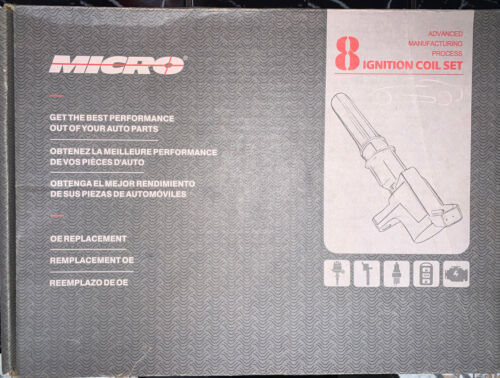 MICRO®
GET THE BEST PERFORMANCE
OUT OF YOUR AUTO PARTS
OBTENEZ LA MEILLEURE PERFORMANCE
DE VOS PIÈCES D'AUTO
OBTENGA EL MEJOR RENDIMIENTO
DE SUS PIEZAS DE AUTOMÓVILES
OE REPLACEMENT
REMPLACEMENT OE
REEMPLAZO DE OE
ADVANCED
MANUFACTURING
PROCESS
8 IGNITION COIL SET